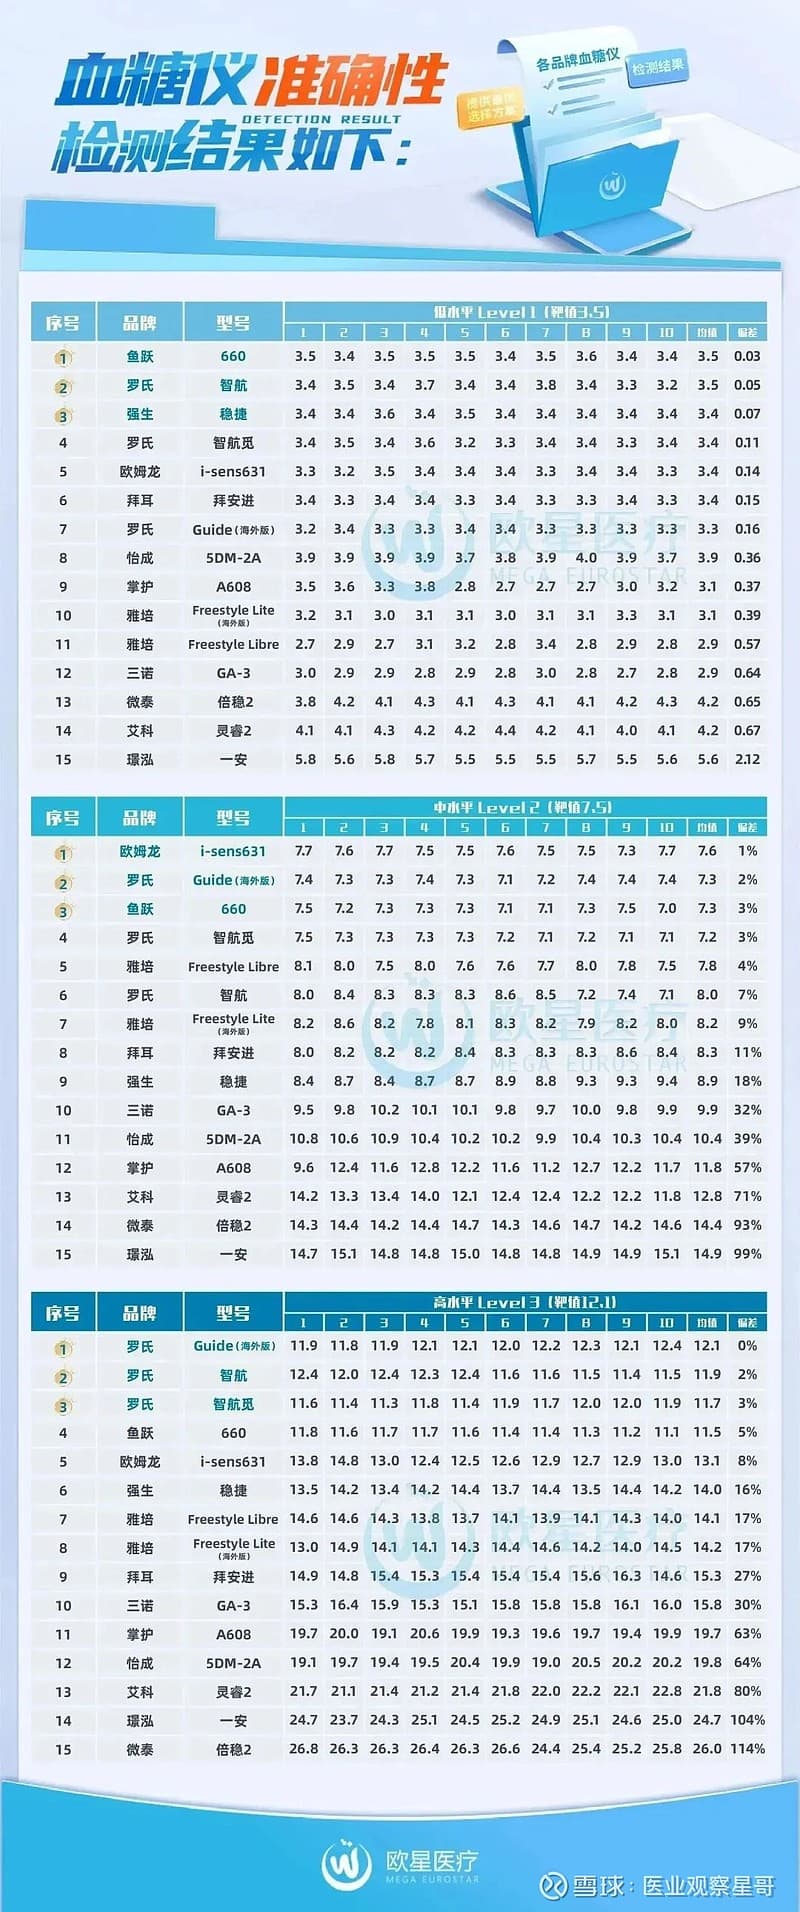 血糖仪准确性
DETECTION RESULT
检测结果如下：
各品牌血糖仪
检测结果
选择方案
序号 品牌 型号 低水平 Level 1 (靶值3.5)
1 2 3 4 5 6 7 8 9 10 均值 偏差
1 鱼跃 660 3.5 3.4 3.5 3.5 3.5 3.4 3.5 3.6 3.4 3.4 3.5 0.03
2 罗氏 智航 3.4 3.5 3.4 3.7 3.4 3.4 3.8 3.4 3.3 3.2 3.5 0.05
3 强生 稳捷 3.4 3.4 3.6 3.4 3.5 3.4 3.4 3.4 3.4 3.4 3.4 0.07
4 罗氏 智航觅 3.4 3.5 3.4 3.6 3.2 3.3 3.4 3.4 3.3 3.4 3.4 0.11
5 欧姆龙 i-sens631 3.3 3.2 3.5 3.4 3.4 3.4 3.3 3.4 3.4 3.3 3.4 0.14
6 拜耳 拜安进 3.4 3.3 3.4 3.4 3.3 3.4 3.3 3.3 3.4 3.3 3.4 0.15
7 罗氏 Guide(海外版) 3.2 3.4 3.3 3.3 3.4 3.4 3.3 3.3 3.3 3.3 3.3 0.16
8 怡成 5DM-2A 3.9 3.9 3.9 3.9 3.7 3.8 3.9 4.0 3.9 3.7 3.9 0.36
9 掌护 A608 3.5 3.6 3.3 3.8 2.8 2.7 2.7 2.7 3.0 3.2 3.1 0.37
10 雅培 Freestyle Lite (海外版) 3.2 3.1 3.0 3.1 3.1 3.0 3.1 3.1 3.3 3.1 3.1 0.39
11 雅培 Freestyle Libre 2.7 2.9 2.7 3.1 3.2 2.8 3.4 2.8 2.9 2.8 2.9 0.57
12 三诺 GA-3 3.0 2.9 2.9 2.8 2.9 2.8 3.0 2.8 2.7 2.8 2.9 0.64
13 微泰 倍稳2 3.8 4.2 4.1 4.3 4.1 4.3 4.1 4.1 4.2 4.3 4.2 0.65
14 艾科 灵睿2 4.1 4.1 4.3 4.2 4.2 4.4 4.2 4.1 4.0 4.1 4.2 0.67
15 璟泓 一安 5.8 5.6 5.8 5.7 5.5 5.5 5.5 5.7 5.5 5.6 5.6 2.12
序号 品牌 型号 中水平 Level 2 (靶值7.5)
1 2 3 4 5 6 7 8 9 10 均值 偏差
1 欧姆龙 i-sens631 7.7 7.6 7.7 7.5 7.5 7.6 7.5 7.5 7.3 7.7 7.6 1%
2 罗氏 Guide(海外版) 7.4 7.3 7.3 7.4 7.3 7.1 7.2 7.4 7.4 7.4 7.3 2%
3 鱼跃 660 7.5 7.2 7.3 7.3 7.3 7.1 7.1 7.3 7.5 7.0 7.3 3%
4 罗氏 智航觅 7.5 7.3 7.3 7.3 7.3 7.2 7.1 7.2 7.1 7.1 7.2 3%
5 雅培 Freestyle Libre 8.1 8.0 7.5 8.0 7.6 7.6 7.7 8.0 7.8 7.5 7.8 4%
6 罗氏 智航 8.0 8.4 8.3 8.3 8.3 8.6 8.5 7.2 7.4 7.1 8.0 7%
7 雅培 Freestyle Lite (海外版) 8.2 8.6 8.2 7.8 8.1 8.3 8.2 7.9 8.2 8.0 8.2 9%
8 拜耳 拜安进 8.0 8.2 8.2 8.2 8.4 8.3 8.3 8.3 8.6 8.4 8.3 11%
9 强生 稳捷 8.4 8.7 8.4 8.7 8.7 8.9 8.8 9.3 9.3 9.4 8.9 18%
10 三诺 GA-3 9.5 9.8 10.2 10.1 10.1 9.8 9.7 10.0 9.8 9.9 9.9 32%
11 怡成 5DM-2A 10.8 10.6 10.9 10.4 10.2 10.2 9.9 10.4 10.3 10.4 10.4 39%
12 掌护 A608 9.6 12.4 11.6 12.8 12.2 11.6 11.2 12.7 12.2 11.7 11.8 57%
13 艾科 灵睿2 14.2 13.3 13.4 14.0 12.1 12.4 12.4 12.2 12.2 11.8 12.8 71%
14 微泰 倍稳2 14.3 14.4 14.2 14.4 14.7 14.3 14.6 14.7 14.2 14.6 14.4 93%
15 璟泓 一安 14.7 15.1 14.8 14.8 15.0 14.8 14.8 14.9 14.9 15.1 14.9 99%
序号 品牌 型号 高水平 Level 3 (靶值12.1)
1 2 3 4 5 6 7 8 9 10 均值 偏差
1 罗氏 Guide(海外版) 11.9 11.8 11.9 12.1 12.1 12.0 12.2 12.3 12.1 12.4 12.1 0%
2 罗氏 智航 12.4 12.0 12.4 12.3 12.4 11.6 11.6 11.5 11.4 11.5 11.9 2%
3 罗氏 智航觅 11.6 11.4 11.3 11.8 11.4 11.9 11.7 12.0 12.0 11.9 11.7 3%
4 鱼跃 660 11.8 11.6 11.7 11.7 11.6 11.4 11.4 11.3 11.2 11.1 11.5 5%
5 欧姆龙 i-sens631 13.8 14.8 13.0 12.4 12.5 12.6 12.9 12.7 12.9 13.0 13.1 8%
6 强生 稳捷 13.5 14.2 13.4 14.2 14.4 13.7 14.4 13.5 14.4 14.2 14.0 16%
7 雅培 Freestyle Libre 14.6 14.6 14.3 13.8 13.7 14.1 13.9 14.1 14.3 14.0 14.1 17%
8 雅培 Freestyle Lite (海外版) 13.0 14.9 14.1 14.1 14.3 14.4 14.6 14.2 14.0 14.5 14.2 17%
9 拜耳 拜安进 14.9 14.8 15.4 15.3 15.4 15.4 15.4 15.6 16.3 14.6 15.3 27%
10 三诺 GA-3 15.3 16.4 15.9 15.3 15.1 15.8 15.8 15.8 16.1 16.0 15.8 30%
11 掌护 A608 19.7 20.0 19.1 20.6 19.9 19.3 19.6 19.7 19.4 19.9 19.7 63%
12 怡成 5DM-2A 19.1 19.7 19.4 19.5 20.4 19.9 19.0 20.5 20.2 20.2 19.8 64%
13 艾科 灵睿2 21.7 21.1 21.4 21.2 21.4 21.8 22.0 22.2 22.1 22.8 21.8 80%
14 璟泓 一安 24.7 23.7 24.3 25.1 24.5 25.2 24.9 25.1 24.6 25.0 24.7 104%
15 微泰 倍稳2 26.8 26.3 26.3 26.4 26.3 26.6 24.4 25.4 25.2 25.8 26.0 114%
欧星医疗
MEGA EUROSTAR
雪球：医业观察星哥